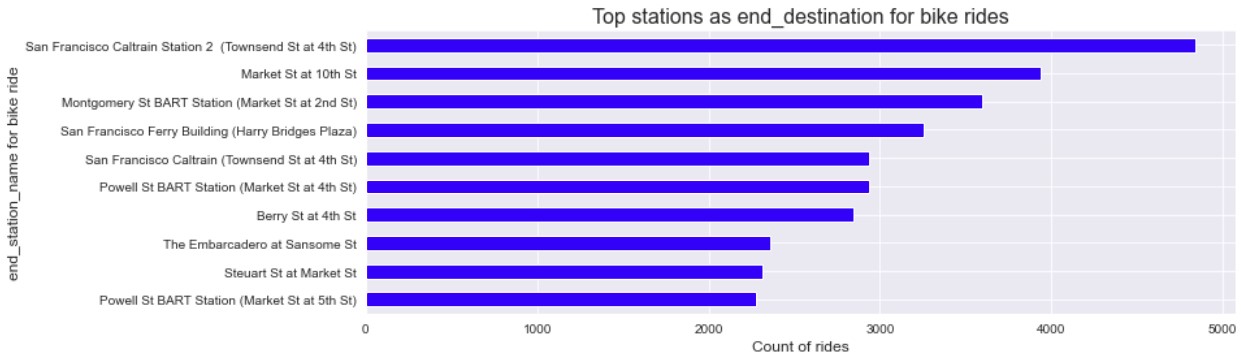 Top stations as end_destination for bike rides
end_station_name for bike ride
San Francisco Caltrain Station 2  (Townsend St at 4th St)
Market St at 10th St
Montgomery St BART Station (Market St at 2nd St)
San Francisco Ferry Building (Harry Bridges Plaza)
San Francisco Caltrain (Townsend St at 4th St)
Powell St BART Station (Market St at 4th St)
Berry St at 4th St
The Embarcadero at Sansome St
Steuart St at Market St
Powell St BART Station (Market St at 5th St)
0 1000 2000 3000 4000 5000
Count of rides